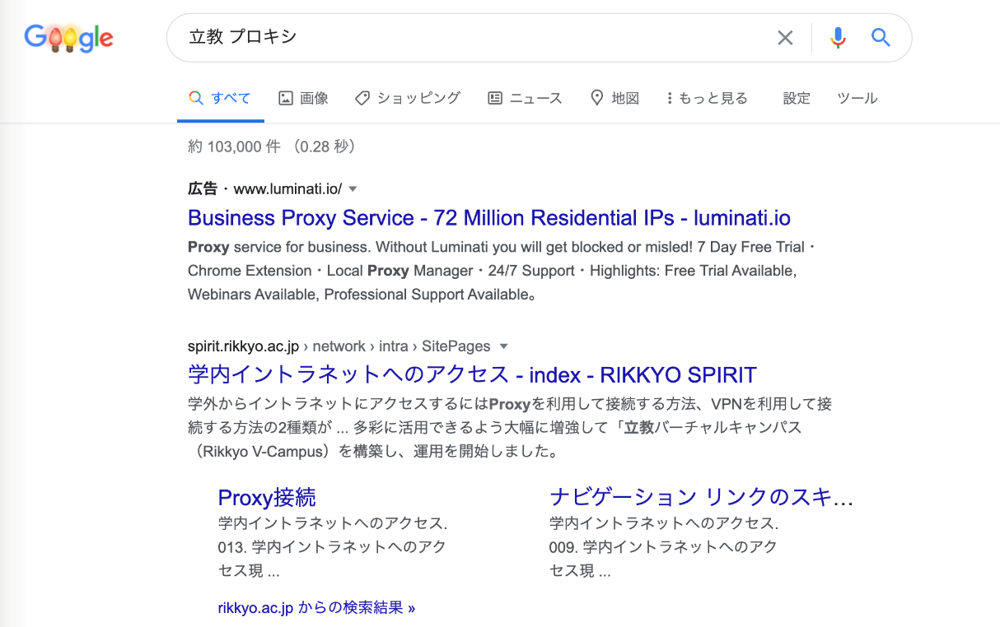 Google
立教 プロキシ
すべて 画像 ショッピング ニュース 地図 もっと見る 設定 ツール
約 103,000 件 （0.28 秒）
広告・www.luminati.io/
Business Proxy Service - 72 Million Residential IPs - luminati.io
Proxy service for business. Without Luminati you will get blocked or misled! 7 Day Free Trial・
Chrome Extension・Local Proxy Manager・24/7 Support・Highlights: Free Trial Available,
Webinars Available, Professional Support Available。
spirit.rikkyo.ac.jp › network › intra › SitePages
学内イントラネットへのアクセス - index - RIKKYO SPIRIT
学外からイントラネットにアクセスするにはProxyを利用して接続する方法、VPNを利用して接
続する方法の2種類が ... 多彩に活用できるよう大幅に増強して「立教バーチャルキャンパス
（Rikkyo V-Campus）を構築し、運用を開始しました。
Proxy接続
学内イントラネットへのアクセス.
013. 学内イントラネットへのアク
セス現 ...
ナビゲーション リンクのスキ...
学内イントラネットへのアクセス.
009. 学内イントラネットへのアク
セス現 ...
rikkyo.ac.jp からの検索結果 »